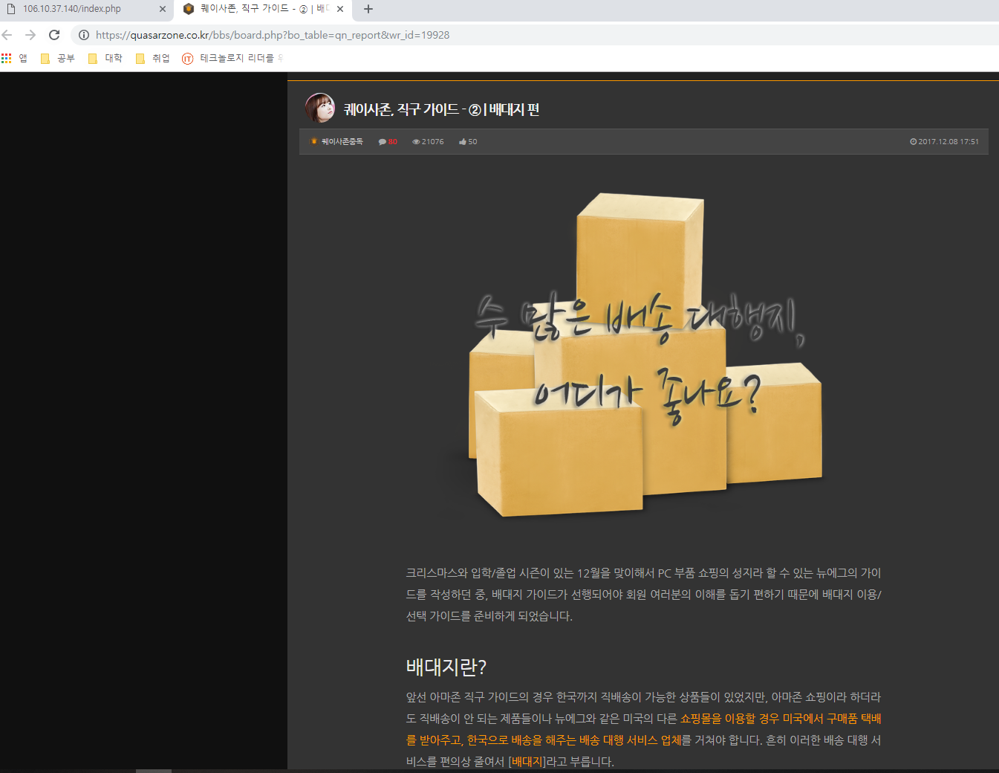 106.10.37.140/index.php
퀘이사존, 직구 가이드 - ② | 배대
https://quasarzone.co.kr/bbs/board.php?bo_table=qn_report&wr_id=19928
앱 공부 대학 취업 테크놀로지 리더를
퀘이사존, 직구 가이드 - ② | 배대지 편
퀘이사존중독 80 21076 50 2017.12.08 17:51
수 많은 배송 대행지,
어디가 좋나요?
크리스마스와 입학/졸업 시즌이 있는 12월을 맞이해서 PC 부품 쇼핑의 성지라 할 수 있는 뉴에그의 가이
드를 작성하던 중, 배대지 가이드가 선행되어야 회원 여러분의 이해를 돕기 편하기 때문에 배대지 이용/
선택 가이드를 준비하게 되었습니다.
배대지란?
앞선 아마존 직구 가이드의 경우 한국까지 직배송이 가능한 상품들이 있었지만, 아마존 쇼핑이라 하더라
도 직배송이 안 되는 제품들이나 뉴에그와 같은 미국의 다른 쇼핑몰을 이용할 경우 미국에서 구매품 택배
를 받아주고, 한국으로 배송을 해주는 배송 대행 서비스 업체를 거쳐야 합니다. 흔히 이러한 배송 대행 서
비스를 편의상 줄여서 [배대지]라고 부릅니다.